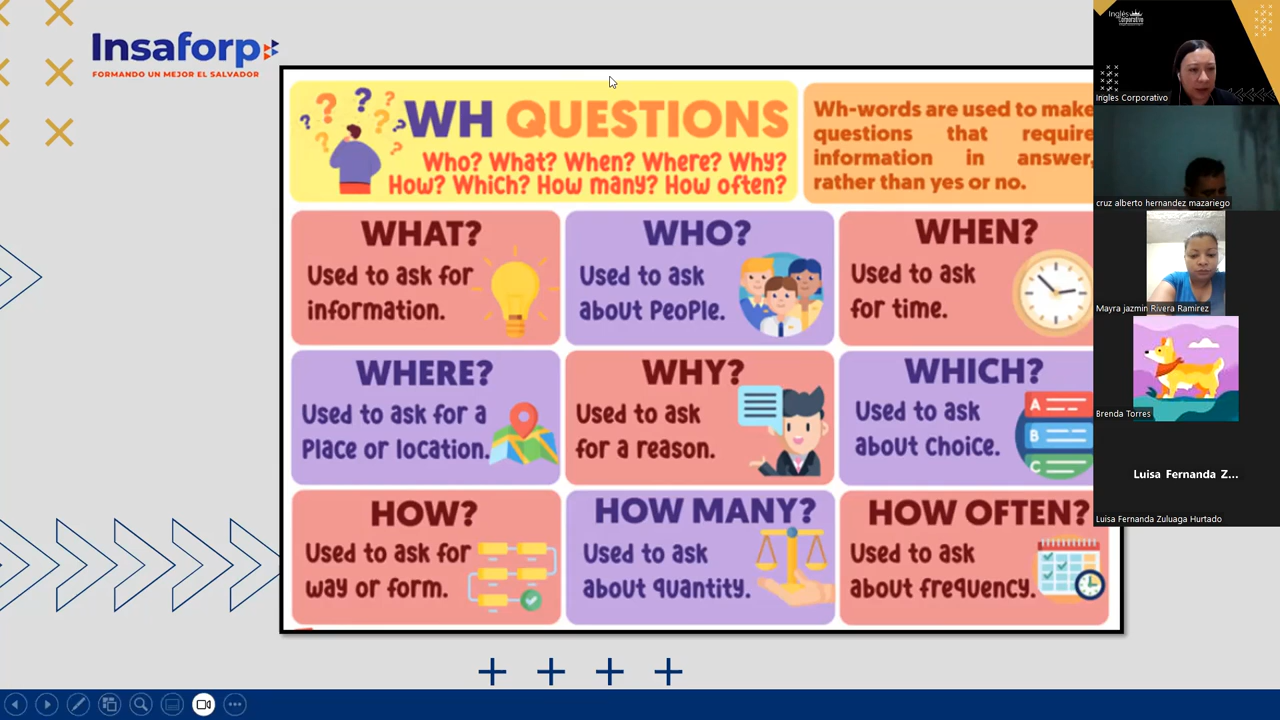 Insaforp
FORMANDO UN MEJOR EL SALVADOR
WH QUESTIONS
Who? What? When? Where? Why?
How? Which? How many? How often?
Wh-words are used to make
questions that require
information in answer,
rather than yes or no.
WHAT?
Used to ask for
information.
WHO?
Used to ask
about People.
WHEN?
Used to ask
for time.
WHERE?
Used to ask for a
Place or location.
WHY?
Used to ask
for a reason.
WHICH?
Used to ask
about Choice.
A
B
C
HOW?
Used to ask for
way or form.
HOW MANY?
Used to ask
about quantity.
HOW OFTEN?
Used to ask
about frequency.
Inglés
Corporativo
Ingles Corporativo
cruz alberto hernandez mazariego
Mayra jazmin Rivera Ramirez
Brenda Torres
Luisa Fernanda Z...
Luisa Fernanda Zuluaga Hurtado